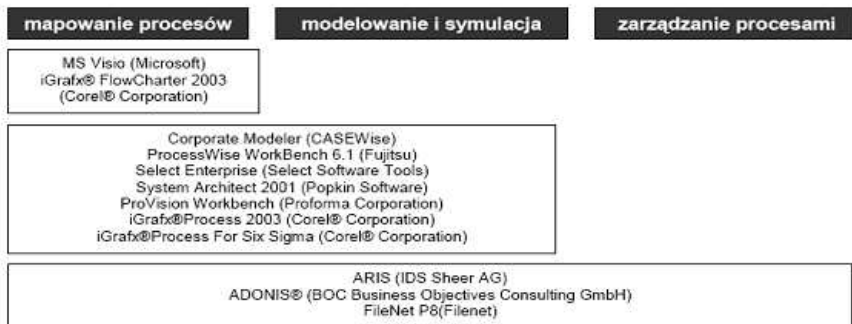 mapowanie procesów
modelowanie i symulacja
zarządzanie procesami
MS Visio (Microsoft)
iGrafx® FlowCharter 2003
(Corel® Corporation)
Corporate Modeler (CASEWise)
ProcessWise WorkBench 6.1 (Fujitsu)
Select Enterprise (Select Software Tools)
System Architect 2001 (Popkin Software)
ProVision Workbench (Proforma Corporation)
iGrafx®Process 2003 (Corel® Corporation)
iGrafx®Process For Six Sigma (Corel® Corporation)
ARIS (IDS Sheer AG)
ADONIS® (BOC Business Objectives Consulting GmbH)
FileNet P8(Filenet)